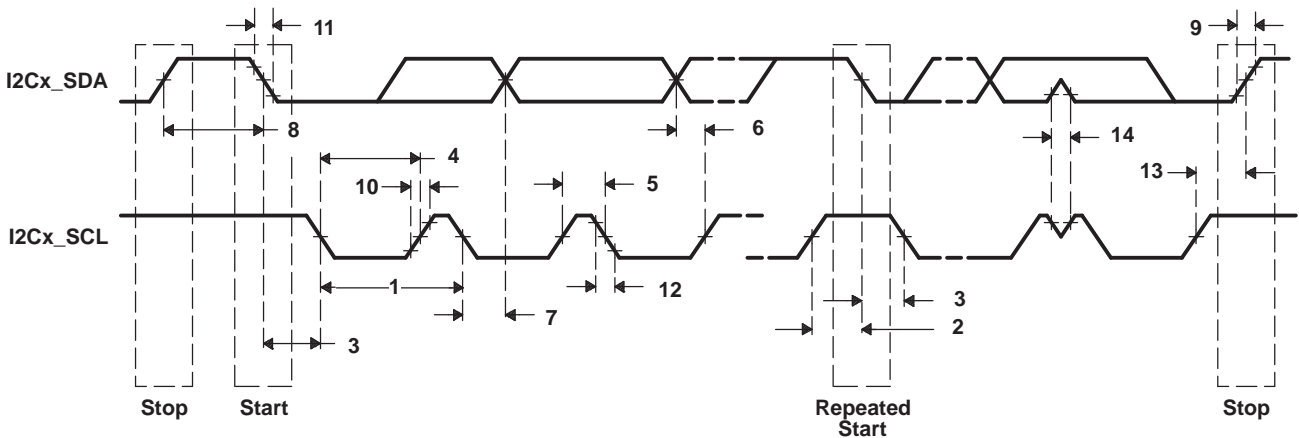 11
9
I2Cx_SDA
8
6
14
4
13
10
5
I2Cx_SCL
1
12
3
7
2
3
Stop
Start
Repeated
Start
Stop